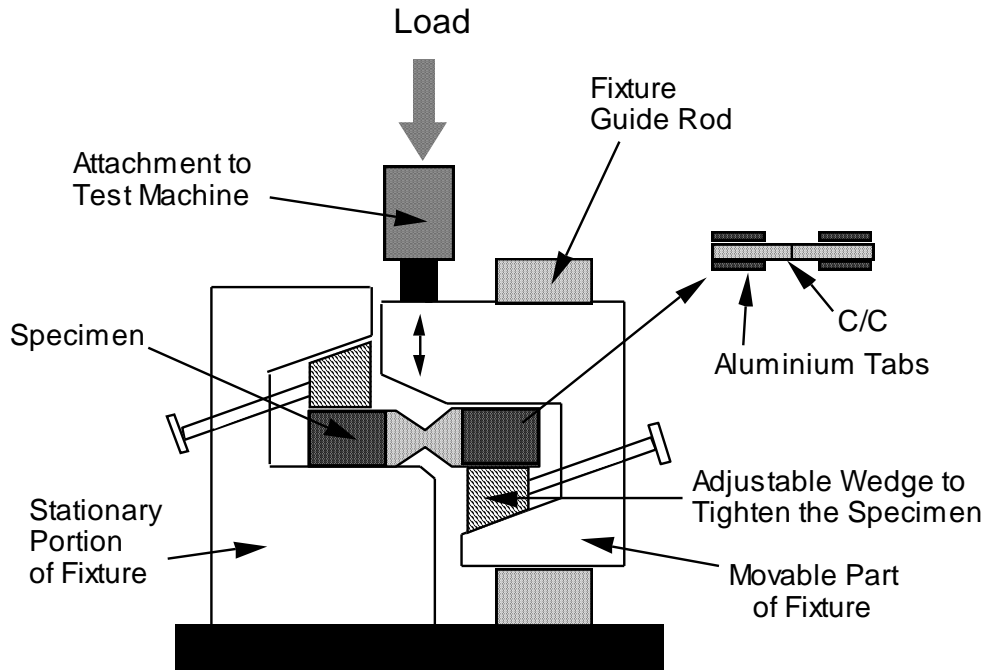 Load
Fixture
Guide Rod
Attachment to
Test Machine
C/C
Aluminium Tabs
Specimen
Adjustable Wedge to
Tighten the Specimen
Stationary
Portion
of Fixture
Movable Part
of Fixture